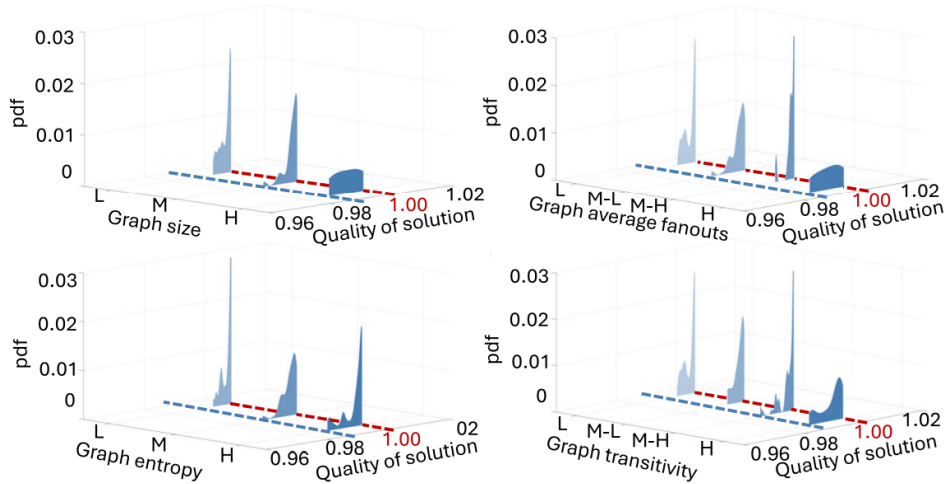 0.03
0.02
0.01
0
pdf
L
M
H
Graph size
0.96
0.98
1.00
1.02
Quality of solution
0.03
0.02
0.01
0
pdf
L
M-L
M-H
H
Graph average fanouts
0.96
0.98
1.00
1.02
Quality of solution
0.03
0.02
0.01
0
pdf
L
M
H
Graph entropy
0.96
0.98
1.00
02
Quality of solution
0.03
0.02
0.01
0
pdf
L
M-L
M-H
H
Graph transitivity
0.96
0.98
1.00
1.02
Quality of solution